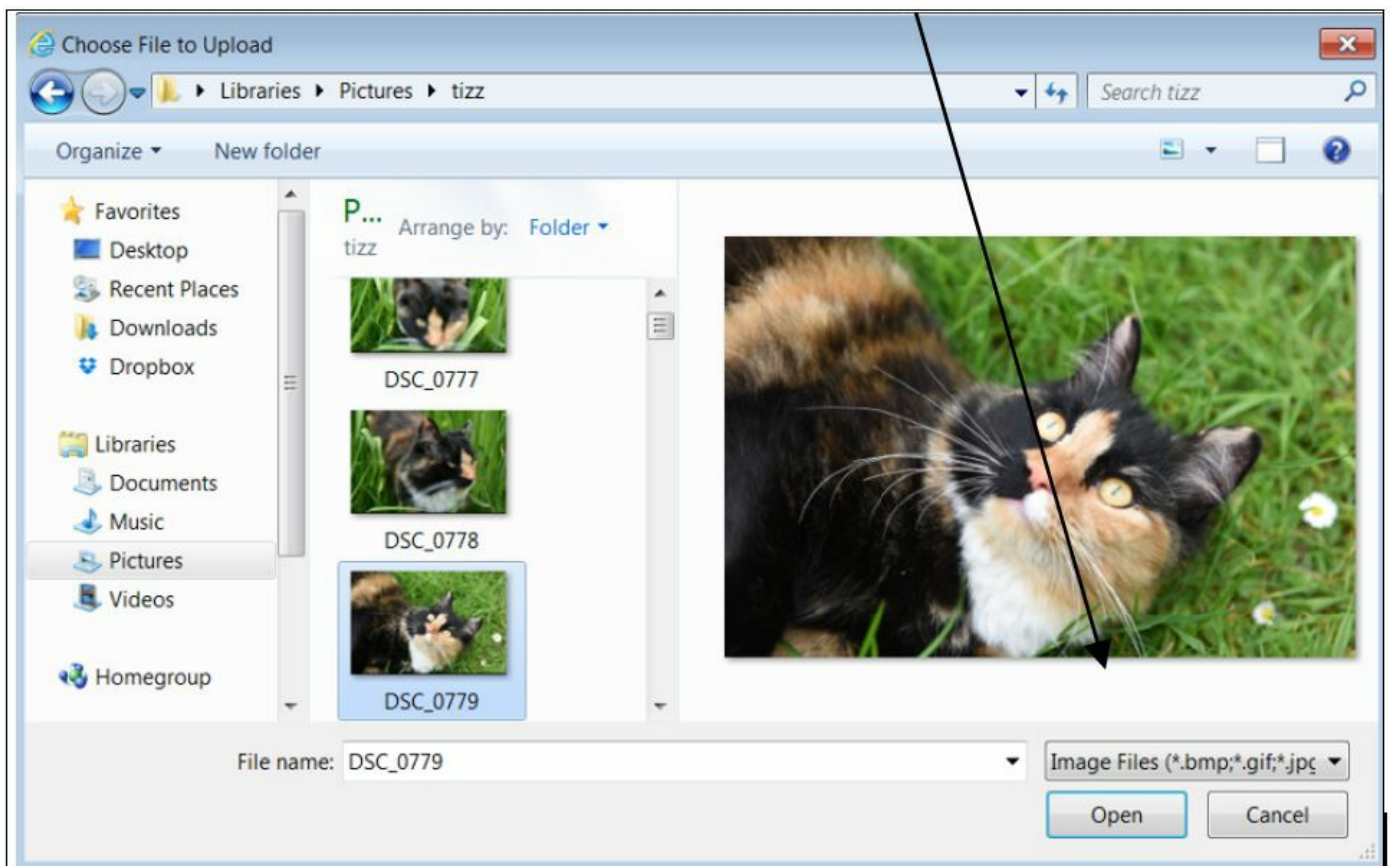 Choose File to Upload
Libraries Pictures tizz
Search tizz
Organize New folder
Favorites
Desktop
Recent Places
Downloads
Dropbox
Libraries
Documents
Music
Pictures
Videos
Homegroup
P...
tizz
Arrange by: Folder
DSC_0777
DSC_0778
DSC_0779
File name: DSC_0779
Image Files (*.bmp;*.gif;*.jpg
Open Cancel